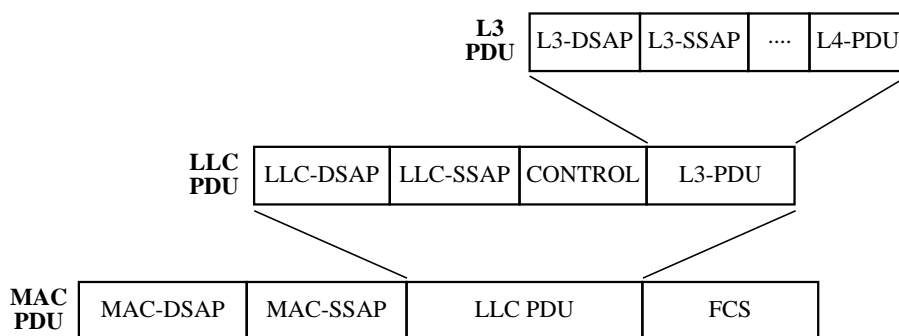 L3 PDU
L3-DSAP L3-SSAP .... L4-PDU
LLC PDU
LLC-DSAP LLC-SSAP CONTROL L3-PDU
MAC PDU
MAC-DSAP MAC-SSAP LLC PDU FCS